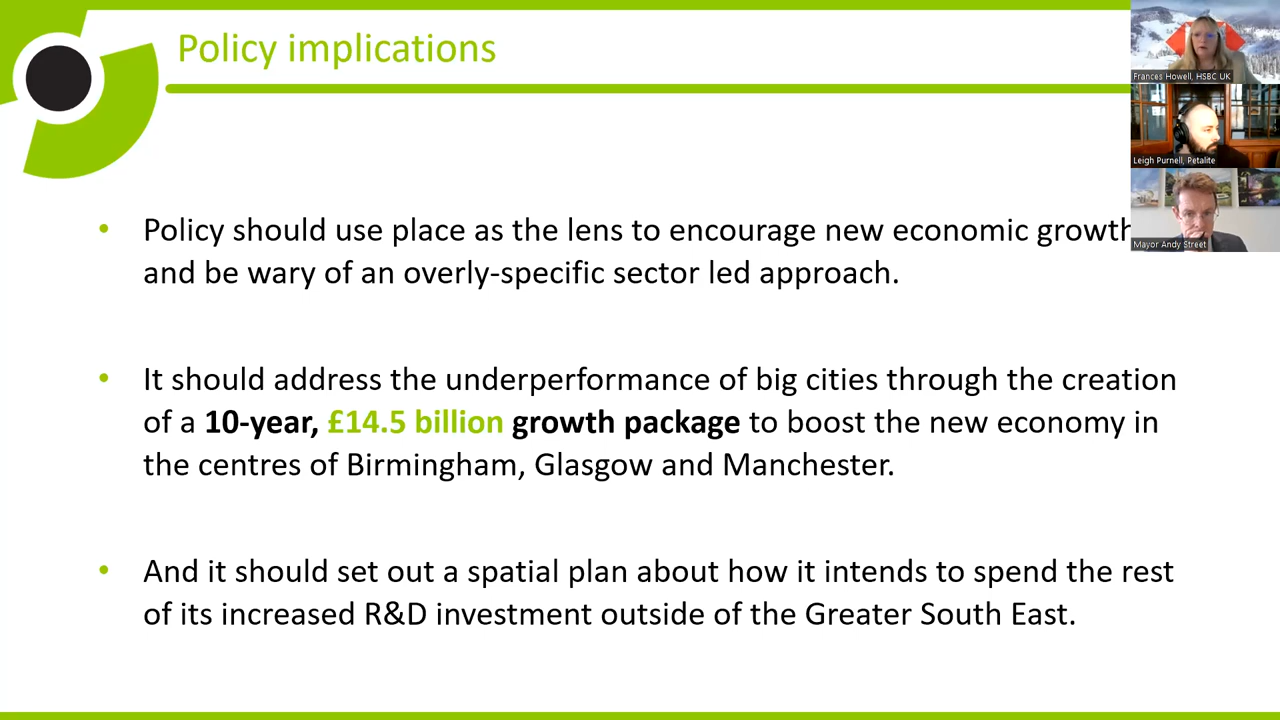 Policy implications
Frances Howell, HSBC UK
Leigh Purnell, Petalite
Mayor Andy Street
• Policy should use place as the lens to encourage new economic growth
and be wary of an overly-specific sector led approach.
• It should address the underperformance of big cities through the creation
of a 10-year, £14.5 billion growth package to boost the new economy in
the centres of Birmingham, Glasgow and Manchester.
• And it should set out a spatial plan about how it intends to spend the rest
of its increased R&D investment outside of the Greater South East.